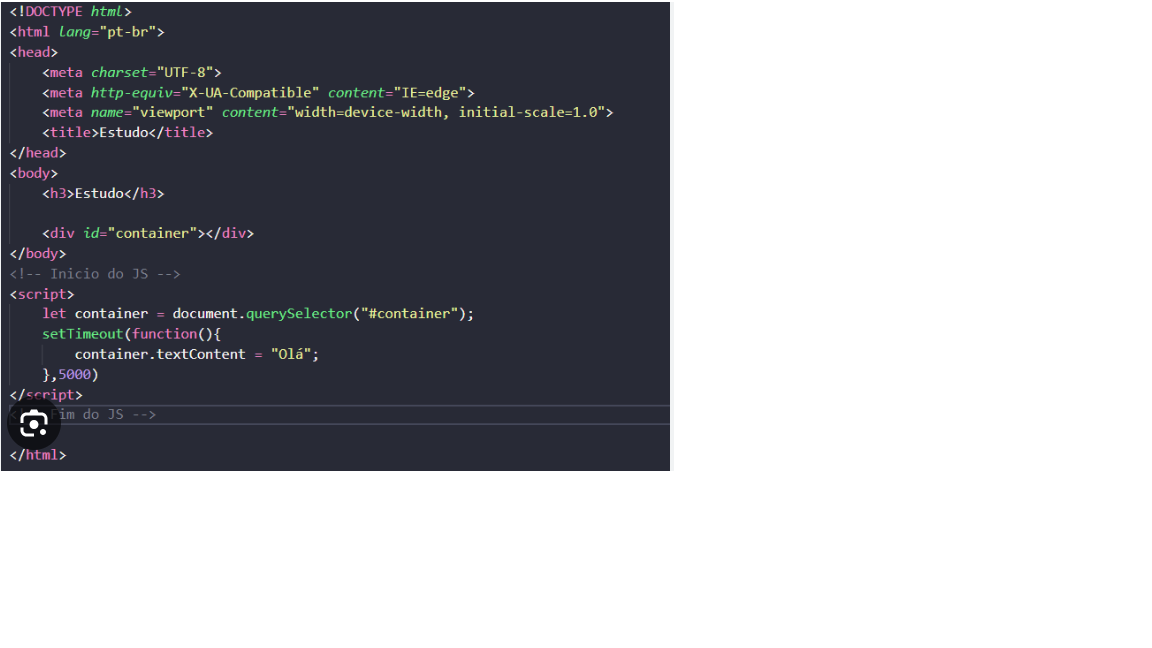 <!DOCTYPE html>
<html lang="pt-br">
<head>
    <meta charset="UTF-8">
    <meta http-equiv="X-UA-Compatible" content="IE=edge">
    <meta name="viewport" content="width=device-width, initial-scale=1.0">
    <title>Estudo</title>
</head>
<body>
    <h3>Estudo</h3>

    <div id="container"></div>
</body>
<!-- Inicio do JS -->
<script>
    let container = document.querySelector("#container");
    setTimeout(function(){
        container.textContent = "Olá";
    },5000)
</script>
do JS -->

</html>